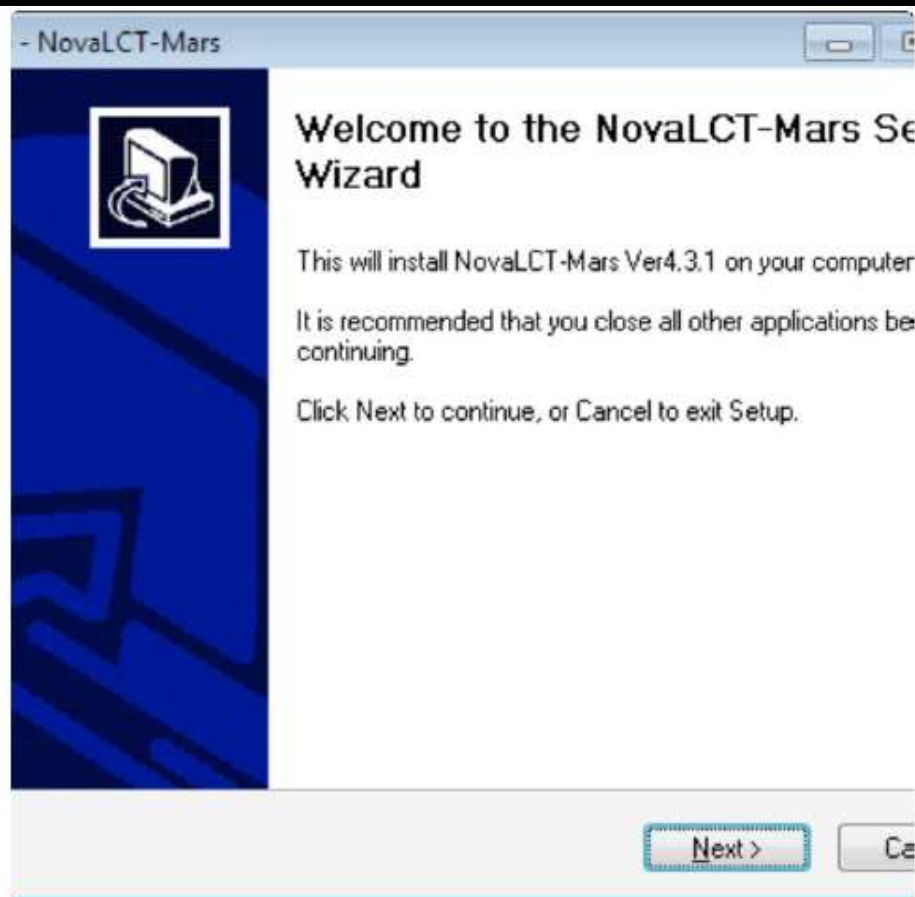 - NovaLCT-Mars
Welcome to the NovaLCT-Mars Se
Wizard
This will install NovaLCT-Mars Ver4.3.1 on your computer
It is recommended that you close all other applications be
continuing.
Click Next to continue, or Cancel to exit Setup.
Next >
Ca